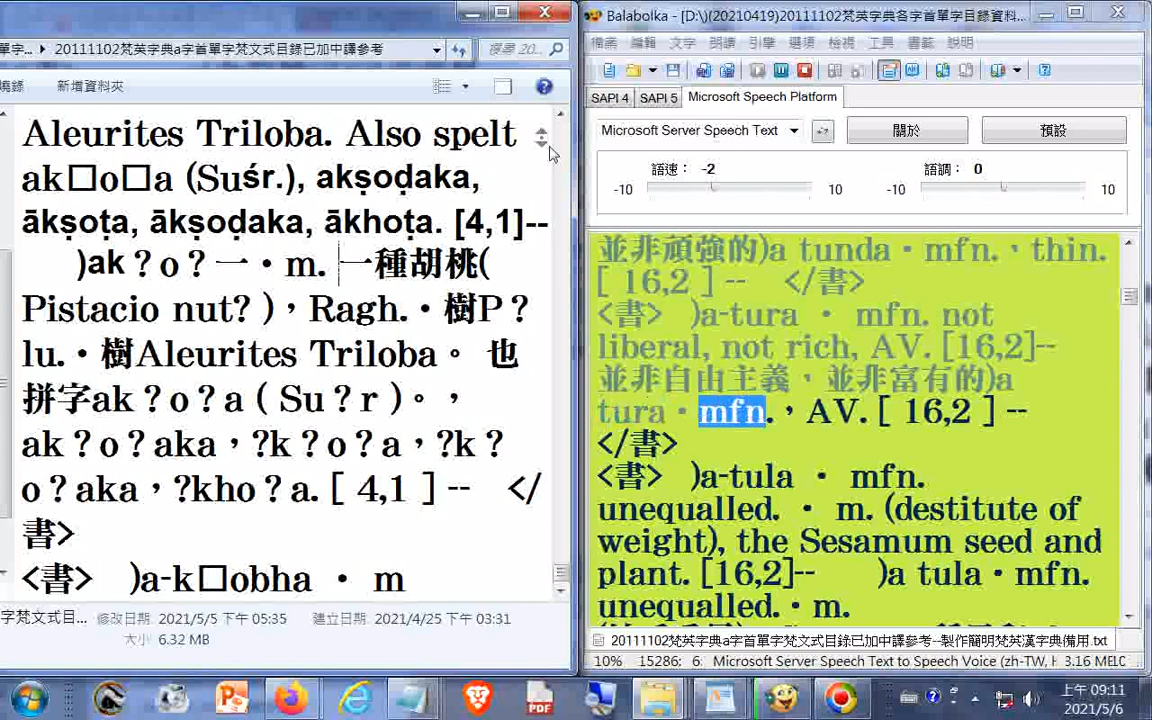 Balabolka - [D:\)(20210419)20111102梵英字典各字首單字目錄資料...
單字... ▸ 20111102梵英字典a字首單字梵文式目錄已加中譯參考
搜尋 20...
檔案 編輯 文字 朗讀 引擎 選項 檢視 工具 書籤 說明
燒錄 新增資料夾
SAPI 4 SAPI 5 Microsoft Speech Platform
Microsoft Server Speech Text 關於 預設
語速: -2 語調: 0
-10 10 -10 10
Aleurites Triloba. Also spelt
ak□o□a (Suśr.), akṣoḍaka,
ākṣoṭa, ākṣoḍaka, ākhoṭa. [4,1]--
)ak？o？一・m. 一種胡桃(
Pistacio nut? )，Ragh.・樹P？
lu.・樹Aleurites Triloba。 也
拼字ak？o？a ( Su？r )。，
ak？o？aka，?k？o？a，?k？
o？aka，?kho？a. [ 4,1 ] -- </
書>
<書> )a-k□obha ・ m
字梵文式目... 修改日期: 2021/5/5 下午 05:35 建立日期: 2021/4/25 下午 03:31
大小: 6.32 MB
並非頑強的)a tunda・mfn.，thin.
[ 16,2 ] -- </書>
<書> )a-tura ・ mfn. not
liberal, not rich, AV. [16,2]--
並非自由主義，並非富有的)a
tura・mfn.，AV. [ 16,2 ] --
</書>
<書> )a-tula ・ mfn.
unequalled. ・ m. (destitute of
weight), the Sesamum seed and
plant. [16,2]-- )a tula・mfn.
unequalled.・m.
20111102梵英字典a字首單字梵文式目錄已加中譯參考--製作簡明梵英漢字典備用.txt
10% 15286: 6 Microsoft Server Speech Text to Speech Voice (zh-TW, H 3.16 MELC
上午 09:11
2021/5/6